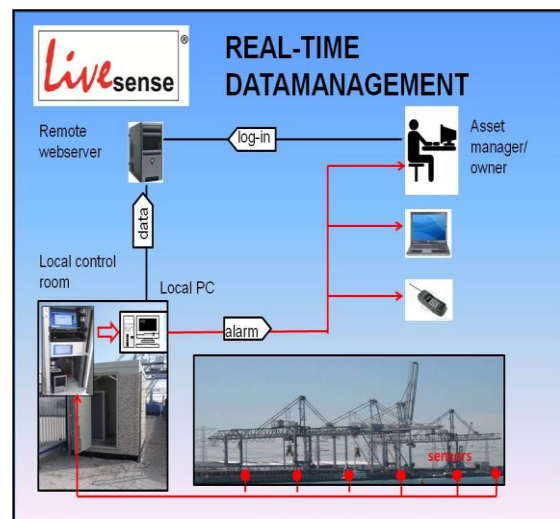 Live sense ®
REAL-TIME
DATAMANAGEMENT
Remote
webserver
log-in
Asset
manager/
owner
data
Local control
room
Local PC
alarm
sensors